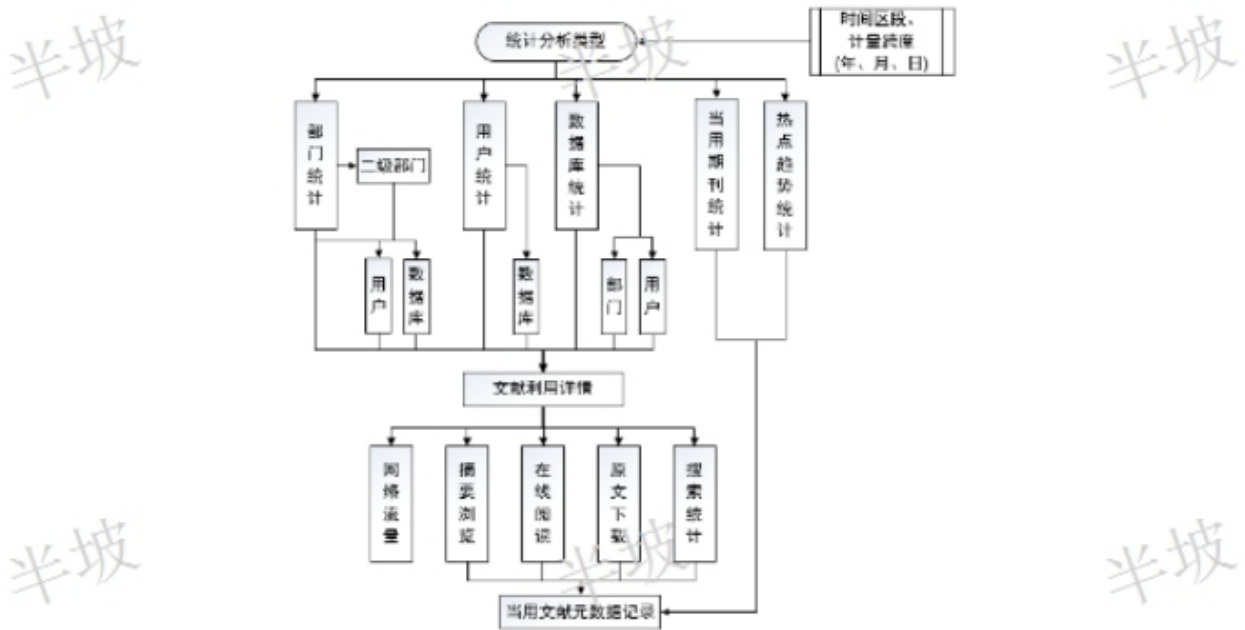 统计分析类型
时间区段、
计量跨度
(年、月、日)
部门统计
二级部门
用户统计
数据库统计
当用期刊统计
热点趋势统计
用户
数据库
数据库
部门
用户
文献利用详情
网络流量
摘要浏览
在线阅读
原文下载
搜索统计
当用文献元数据记录
半坡
半坡
半坡
半坡
半坡
半坡